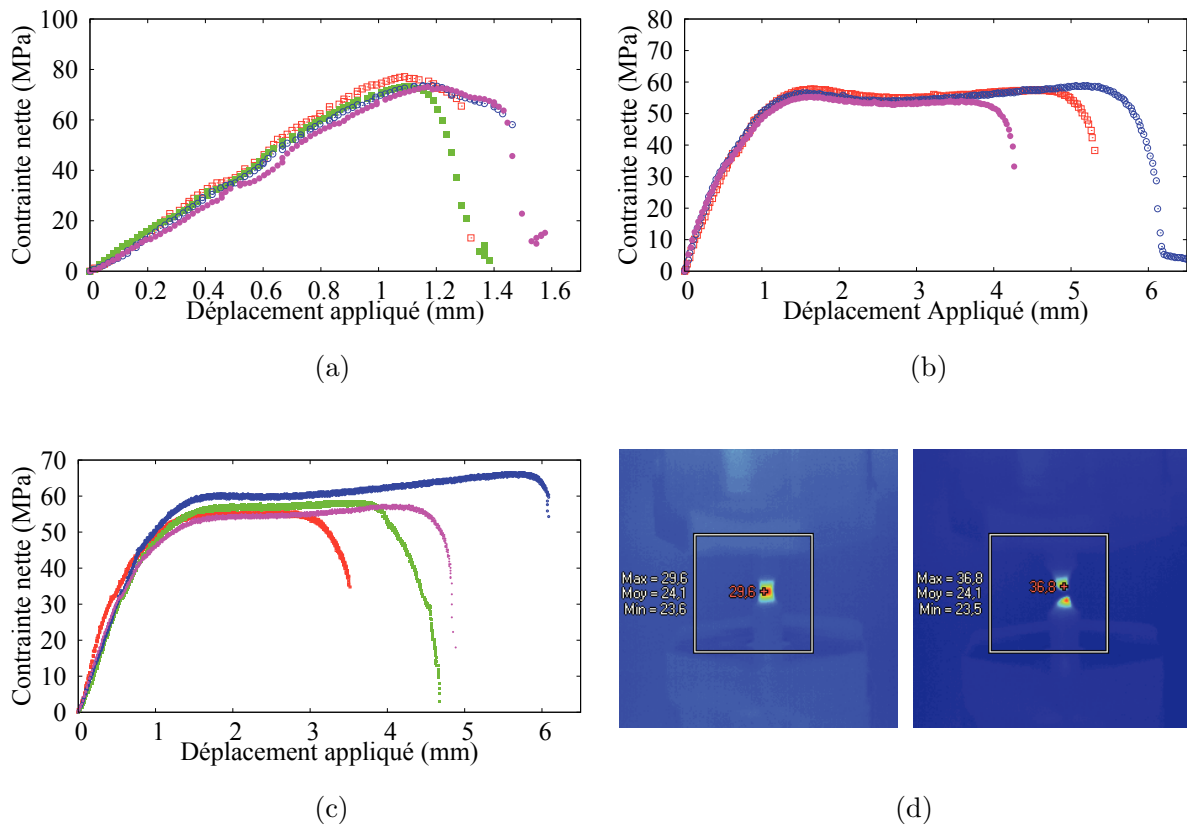 100
80
60
40
20
0
0 0.2 0.4 0.6 0.8 1 1.2 1.4 1.6
Contrainte nette (MPa)
Déplacement appliqué (mm)
(a)
80
70
60
50
40
30
20
10
0
0 1 2 3 4 5 6
Contrainte nette (MPa)
Déplacement Appliqué (mm)
(b)
70
60
50
40
30
20
10
0
0 1 2 3 4 5 6
Contrainte nette (MPa)
Déplacement appliqué (mm)
(c)
Max = 29,6
Moy = 24,1
Min = 23,6
29,6
Max = 36,8
Moy = 24,1
Min = 23,5
36,8
(d)